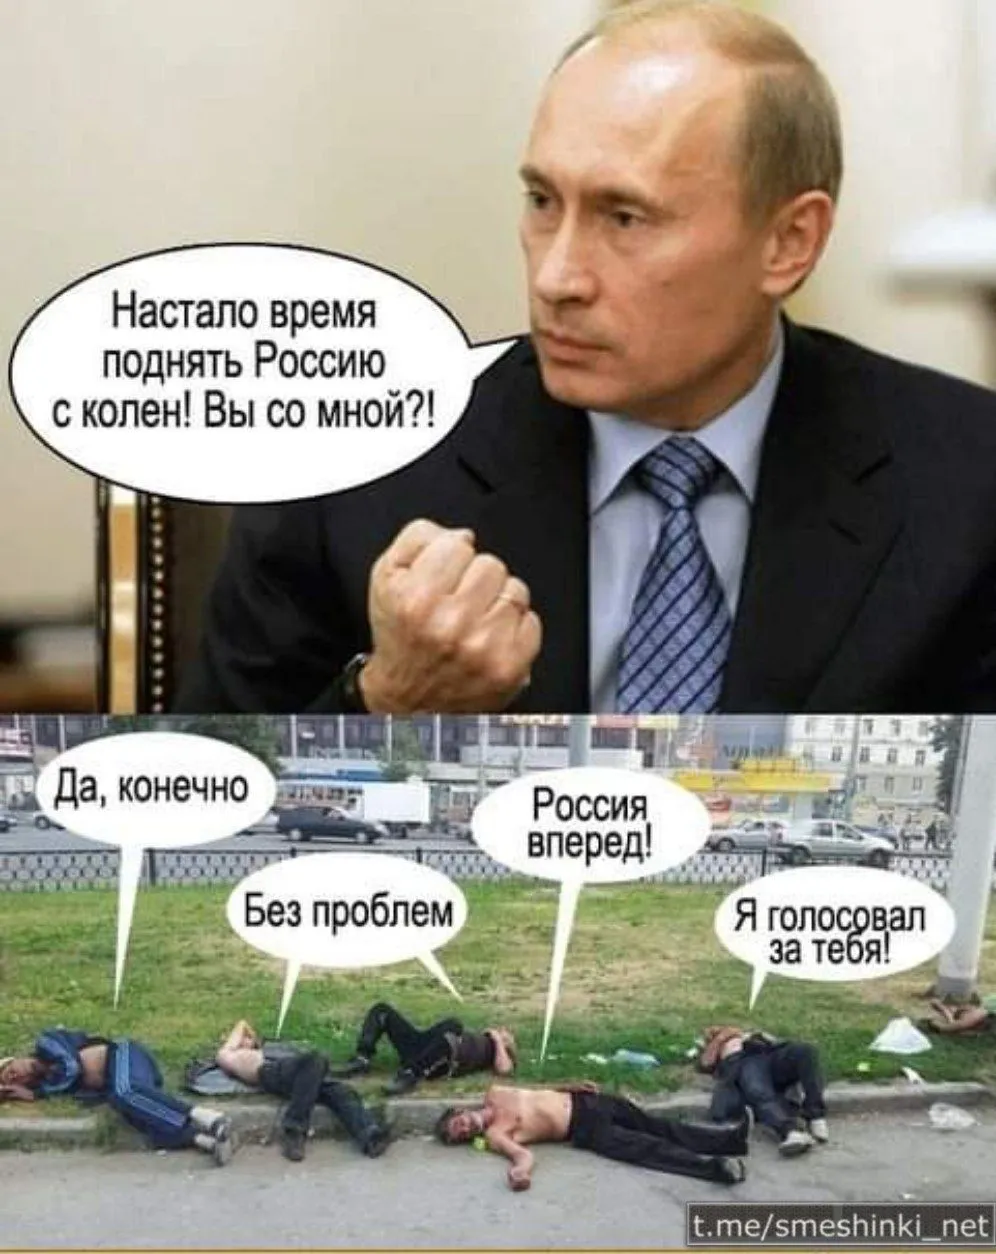 Настало время
поднять Россию
с колен! Вы со мной?!
Да, конечно
Россия
вперед!
Без проблем
Я голосовал
за тебя!
t.me/smeshinki_net